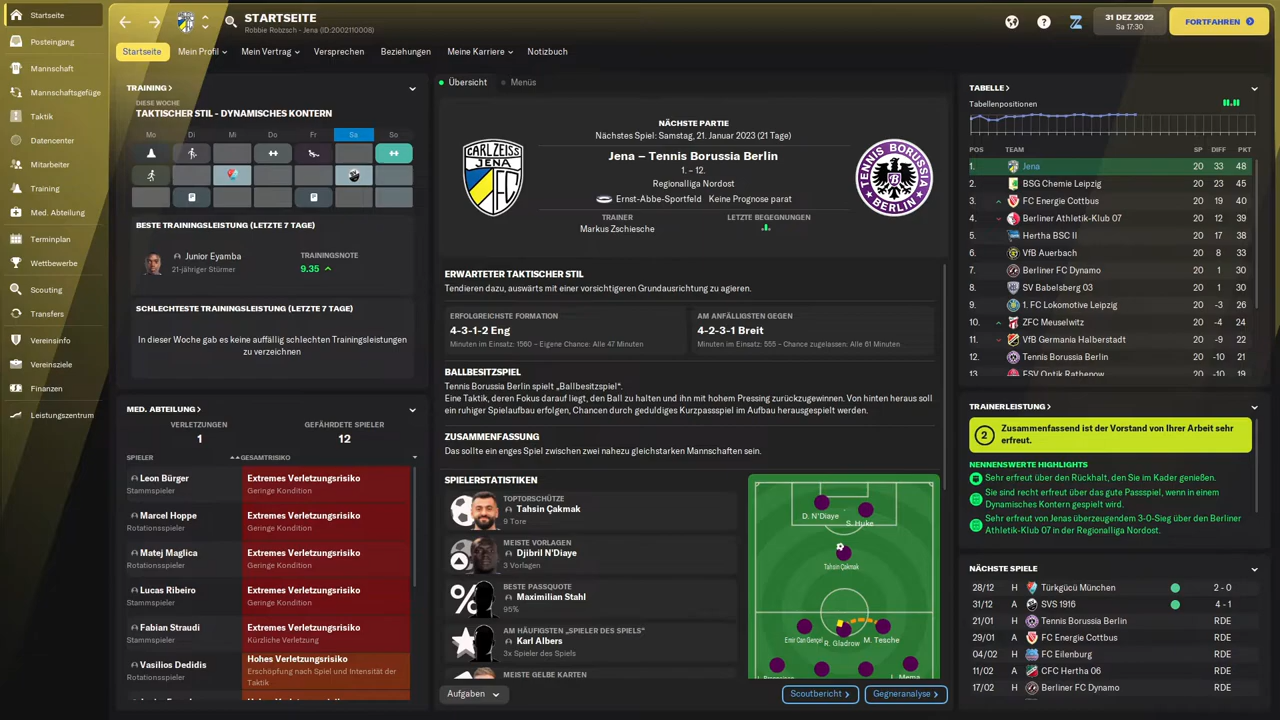 Startseite
Posteingang
Mannschaft
Mannschaftsgefüge
Taktik
Datencenter
Mitarbeiter
Training
Med. Abteilung
Terminplan
Wettbewerbe
Scouting
Transfers
Vereinsinfo
Vereinsziele
Finanzen
Leistungszentrum
STARTSEITE
Robbie Robzsch - Jena (ID:2002110008)
31 DEZ 2022
Sa 17:30
FORTFAHREN
Startseite Mein Profil Mein Vertrag Versprechen Beziehungen Meine Karriere Notizbuch
TRAINING
DIESE WOCHE
TAKTISCHER STIL - DYNAMISCHES KONTERN
Mo Di Mi Do Fr Sa So
BESTE TRAININGSLEISTUNG (LETZTE 7 TAGE)
Junior Eyamba
21-jähriger Stürmer
TRAININGSNOTE
9.35
SCHLECHTESTE TRAININGSLEISTUNG (LETZTE 7 TAGE)
In dieser Woche gab es keine auffällig schlechten Trainingsleistungen
zu verzeichnen
MED. ABTEILUNG
VERLETZUNGEN GEFÄHRDETE SPIELER
1 12
SPIELER GESAMTRISIKO
Leon Bürger Extremes Verletzungsrisiko
Stammspieler Geringe Kondition
Marcel Hoppe Extremes Verletzungsrisiko
Rotationsspieler Geringe Kondition
Matej Maglica Extremes Verletzungsrisiko
Rotationsspieler Geringe Kondition
Lucas Ribeiro Extremes Verletzungsrisiko
Stammspieler Geringe Kondition
Fabian Straudi Extremes Verletzungsrisiko
Stammspieler Kürzliche Verletzung
Vasilios Dedidis Hohes Verletzungsrisiko
Rotationsspieler Erschöpfung nach Spiel und Intensität der
Taktik
Übersicht Menüs
NÄCHSTE PARTIE
Nächstes Spiel: Samstag, 21. Januar 2023 (21 Tage)
Jena – Tennis Borussia Berlin
1. - 12.
Regionalliga Nordost
Ernst-Abbe-Sportfeld Keine Prognose parat
TRAINER
Markus Zschiesche
LETZTE BEGEGNUNGEN
CARL ZEISS
JENA
FC
TENNIS BORUSSIA
BERLIN
ERWARTETER TAKTISCHER STIL
Tendieren dazu, auswärts mit einer vorsichtigeren Grundausrichtung zu agieren.
ERFOLGREICHSTE FORMATION
4-3-1-2 Eng
Minuten im Einsatz: 1560 – Eigene Chance: Alle 47 Minuten
AM ANFÄLLIGSTEN GEGEN
4-2-3-1 Breit
Minuten im Einsatz: 555 – Chance zugelassen: Alle 61 Minuten
BALLBESITZSPIEL
Tennis Borussia Berlin spielt „Ballbesitzspiel“.
Eine Taktik, deren Fokus darauf liegt, den Ball zu halten und ihn mit hohem Pressing zurückzugewinnen. Von hinten heraus soll
ein ruhiger Spielaufbau erfolgen, Chancen durch geduldiges Kurzpassspiel im Aufbau herausgespielt werden.
ZUSAMMENFASSUNG
Das sollte ein enges Spiel zwischen zwei nahezu gleichstarken Mannschaften sein.
SPIELERSTATISTIKEN
TOPTORSCHÜTZE
Tahsin Çakmak
9 Tore
MEISTE VORLAGEN
Djibril N'Diaye
3 Vorlagen
BESTE PASSQUOTE
Maximilian Stahl
95%
AM HÄUFIGSTEN „SPIELER DES SPIELS“
Karl Albers
3x Spieler des Spiels
MEISTE GELBE KARTEN
D. N'Diaye
S. Huke
Tahsin Çakmak
Emir Can Gençel
R. Gladrow
M. Tesche
L. Mema
Aufgaben
Scoutbericht
Gegneranalyse
TABELLE
Tabellenpositionen
POS TEAM SP DIFF PKT
1. Jena 20 33 48
2. BSG Chemie Leipzig 20 23 45
3. FC Energie Cottbus 20 19 40
4. Berliner Athletik-Klub 07 20 12 39
5. Hertha BSC II 20 17 38
6. VfB Auerbach 20 8 33
7. Berliner FC Dynamo 20 1 30
8. SV Babelsberg 03 20 1 30
9. 1. FC Lokomotive Leipzig 20 -3 26
10. ZFC Meuselwitz 20 -4 24
11. VfB Germania Halberstadt 20 -9 22
12. Tennis Borussia Berlin 20 -10 21
13. FSV Optik Rathenow 20 -10 19
TRAINERLEISTUNG
2
Zusammenfassend ist der Vorstand von Ihrer Arbeit sehr
erfreut.
NENNENSWERTE HIGHLIGHTS
Sehr erfreut über den Rückhalt, den Sie im Kader genießen.
Sie sind recht erfreut über das gute Passspiel, wenn in einem
Dynamisches Kontern gespielt wird.
Sehr erfreut von Jenas überzeugendem 3-0-Sieg über den Berliner
Athletik-Klub 07 in der Regionalliga Nordost.
NÄCHSTE SPIELE
28/12 H Türkgücü München 2 - 0
31/12 A SVS 1916 4 - 1
21/01 H Tennis Borussia Berlin RDE
29/01 A FC Energie Cottbus RDE
04/02 H FC Eilenburg RDE
11/02 A CFC Hertha 06 RDE
17/02 H Berliner FC Dynamo RDE